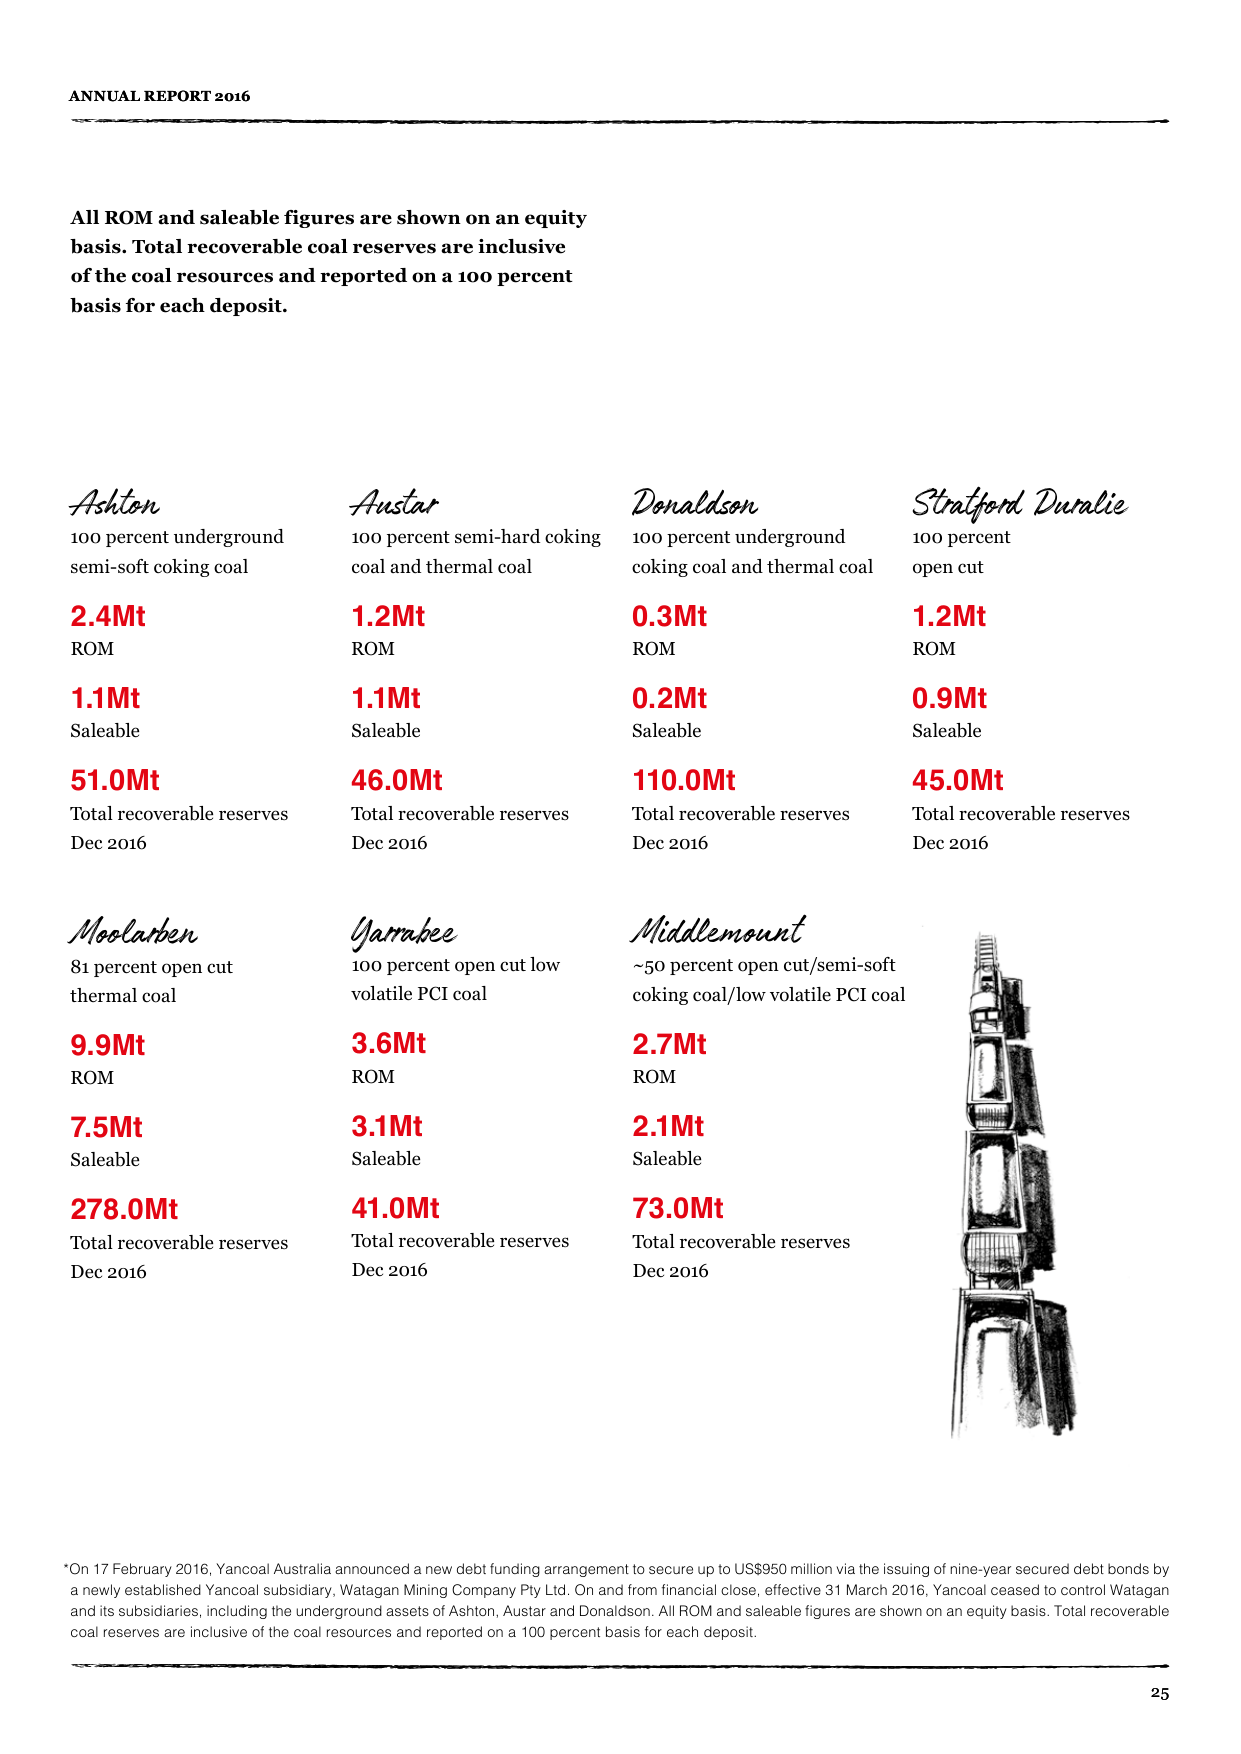 ANNUAL REPORT 2016
All ROM and saleable figures are shown on an equity
basis. Total recoverable coal reserves are inclusive
of the coal resources and reported on a 100 percent
basis for each deposit.
Ashton
100 percent underground
semi-soft coking coal
2.4Mt
ROM
1.1Mt
Saleable
51.0Mt
Total recoverable reserves
Dec 2016
Austar
100 percent semi-hard coking
coal and thermal coal
1.2Mt
ROM
1.1Mt
Saleable
46.0Mt
Total recoverable reserves
Dec 2016
Donaldson
100 percent underground
coking coal and thermal coal
0.3Mt
ROM
0.2Mt
Saleable
110.0Mt
Total recoverable reserves
Dec 2016
Stratford Duralie
100 percent
open cut
1.2Mt
ROM
0.9Mt
Saleable
45.0Mt
Total recoverable reserves
Dec 2016
Moolarben
81 percent open cut
thermal coal
9.9Mt
ROM
7.5Mt
Saleable
278.0Mt
Total recoverable reserves
Dec 2016
Yarrabee
100 percent open cut low
volatile PCI coal
3.6Mt
ROM
3.1Mt
Saleable
41.0Mt
Total recoverable reserves
Dec 2016
Middlemount
~50 percent open cut/semi-soft
coking coal/low volatile PCI coal
2.7Mt
ROM
2.1Mt
Saleable
73.0Mt
Total recoverable reserves
Dec 2016
*On 17 February 2016, Yancoal Australia announced a new debt funding arrangement to secure up to US$950 million via the issuing of nine-year secured debt bonds by
a newly established Yancoal subsidiary, Watagan Mining Company Pty Ltd. On and from financial close, effective 31 March 2016, Yancoal ceased to control Watagan
and its subsidiaries, including the underground assets of Ashton, Austar and Donaldson. All ROM and saleable figures are shown on an equity basis. Total recoverable
coal reserves are inclusive of the coal resources and reported on a 100 percent basis for each deposit.
25